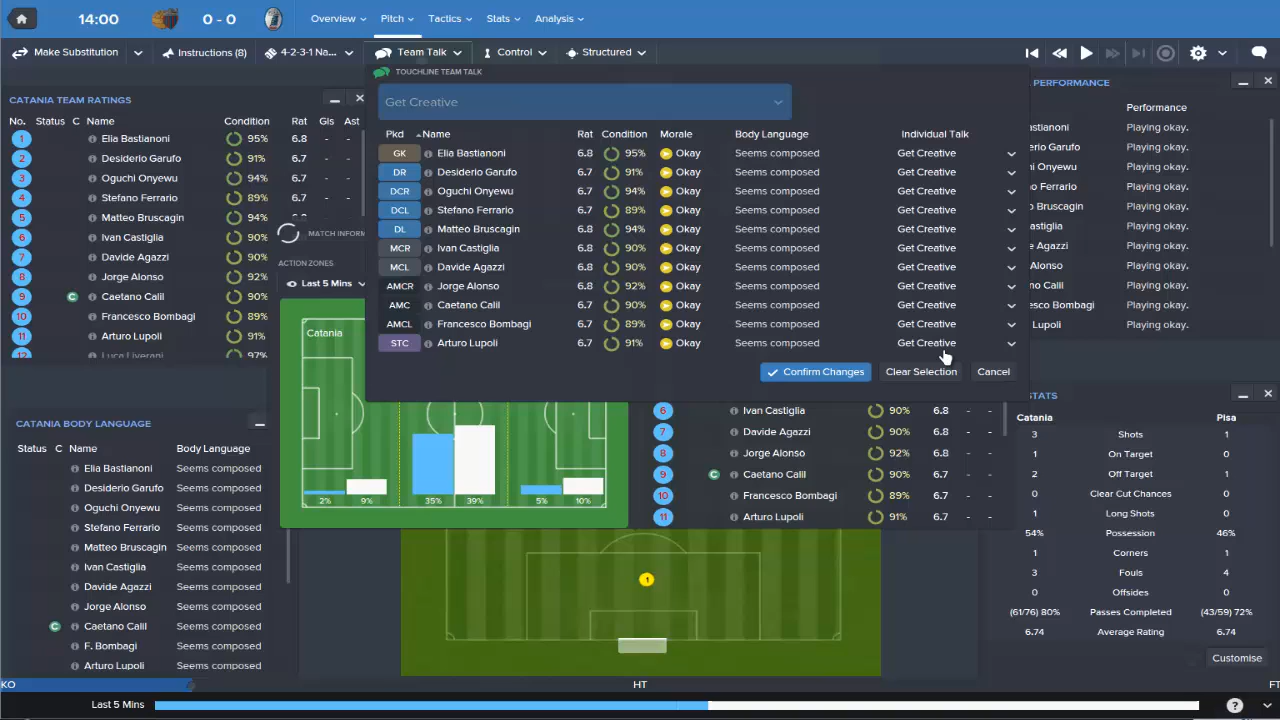 14:00 0 - 0 Overview Pitch Tactics Stats Analysis
Make Substitution Instructions (8) 4-2-3-1 Na... Team Talk Control Structured
TOUCHLINE TEAM TALK
Get Creative
Pkd Name Rat Condition Morale Body Language Individual Talk
GK Elia Bastianoni 6.8 95% Okay Seems composed Get Creative
DR Desiderio Garufo 6.7 91% Okay Seems composed Get Creative
DCR Oguchi Onyewu 6.7 94% Okay Seems composed Get Creative
DCL Stefano Ferrario 6.7 89% Okay Seems composed Get Creative
DL Matteo Bruscagin 6.8 94% Okay Seems composed Get Creative
MCR Ivan Castiglia 6.8 90% Okay Seems composed Get Creative
MCL Davide Agazzi 6.8 90% Okay Seems composed Get Creative
AMCR Jorge Alonso 6.8 92% Okay Seems composed Get Creative
AMC Caetano Calil 6.7 90% Okay Seems composed Get Creative
AMCL Francesco Bombagi 6.7 89% Okay Seems composed Get Creative
STC Arturo Lupoli 6.7 91% Okay Seems composed Get Creative
Confirm Changes Clear Selection Cancel
CATANIA TEAM RATINGS
No. Status C Name Condition Rat Gls Ast
1 Elia Bastianoni 95% 6.8 - -
2 Desiderio Garufo 91% 6.7 - -
3 Oguchi Onyewu 94% 6.7 - -
4 Stefano Ferrario 89% 6.7 - -
5 Matteo Bruscagin 94% 6.8 - -
6 Ivan Castiglia 90%
7 Davide Agazzi 90%
8 Jorge Alonso 92%
9 C Caetano Calil 90%
10 Francesco Bombagi 89%
11 Arturo Lupoli 91%
12 Luca Liverani 97%
MATCH INFORM
ACTION ZONES
Last 5 Mins
Catania
2% 9% 35% 39% 5% 10%
CATANIA BODY LANGUAGE
Status C Name Body Language
Elia Bastianoni Seems composed
Desiderio Garufo Seems composed
Oguchi Onyewu Seems composed
Stefano Ferrario Seems composed
Matteo Bruscagin Seems composed
Ivan Castiglia Seems composed
Davide Agazzi Seems composed
Jorge Alonso Seems composed
C Caetano Calil Seems composed
F. Bombagi Seems composed
Arturo Lupoli Seems composed
6 Ivan Castiglia 90% 6.8 - -
7 Davide Agazzi 90% 6.8 - -
8 Jorge Alonso 92% 6.8 - -
9 C Caetano Calil 90% 6.7 - -
10 Francesco Bombagi 89% 6.7 - -
11 Arturo Lupoli 91% 6.7 - -
1
PERFORMANCE
Performance
astianoni Playing okay.
do Garufo Playing okay.
i Onyewu Playing okay.
o Ferrario Playing okay.
Bruscagin Playing okay.
astiglia Playing okay.
Agazzi Playing okay.
Alonso Playing okay.
o Calil Playing okay.
sco Bombagi Playing okay.
Lupoli Playing okay.
STATS
Catania Pisa
3 Shots 1
1 On Target 0
2 Off Target 1
0 Clear Cut Chances 0
1 Long Shots 0
54% Possession 46%
1 Corners 1
3 Fouls 4
0 Offsides 0
(61/76) 80% Passes Completed (43/59) 72%
6.74 Average Rating 6.74
Customise
KO HT FT
Last 5 Mins
?